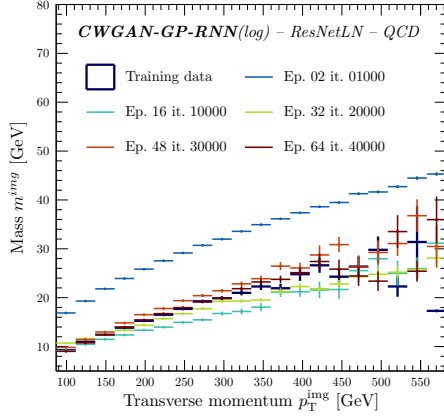 80
70
60
50
40
30
20
10
Mass m^img [GeV]
CWGAN-GP-RNN(log) – ResNetLN – QCD
Training data
Ep. 02 it. 01000
Ep. 16 it. 10000
Ep. 32 it. 20000
Ep. 48 it. 30000
Ep. 64 it. 40000
100 150 200 250 300 350 400 450 500 550
Transverse momentum p_T^img [GeV]